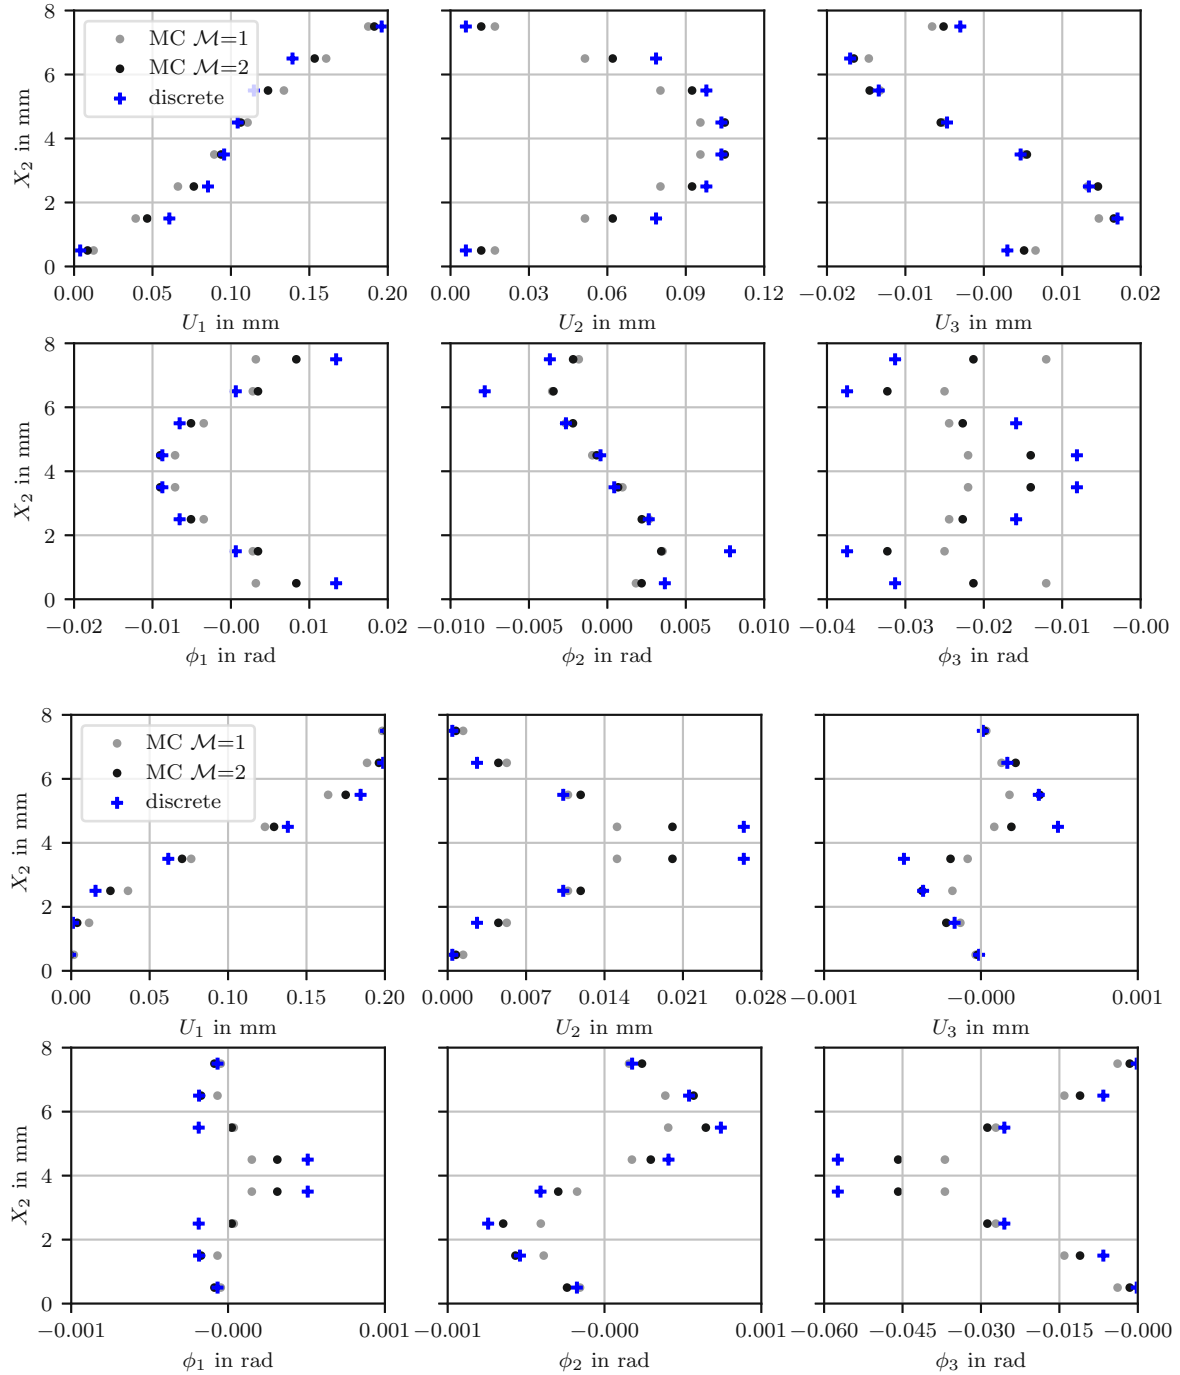 8
6
4
2
0
X₂ in mm
MC ℳ=1
MC ℳ=2
discrete
0.00 0.05 0.10 0.15 0.20
U₁ in mm
0.00 0.03 0.06 0.09 0.12
U₂ in mm
−0.02 −0.01 −0.00 0.01 0.02
U₃ in mm
8
6
4
2
0
X₂ in mm
−0.02 −0.01 −0.00 0.01 0.02
ϕ₁ in rad
−0.010 −0.005 0.000 0.005 0.010
ϕ₂ in rad
−0.04 −0.03 −0.02 −0.01 −0.00
ϕ₃ in rad
8
6
4
2
0
X₂ in mm
MC ℳ=1
MC ℳ=2
discrete
0.00 0.05 0.10 0.15 0.20
U₁ in mm
0.000 0.007 0.014 0.021 0.028
U₂ in mm
−0.001 −0.000 0.001
U₃ in mm
8
6
4
2
0
X₂ in mm
−0.001 −0.000 0.001
ϕ₁ in rad
−0.000 0.001
ϕ₂ in rad
−0.060 −0.045 −0.030 −0.015 −0.000
ϕ₃ in rad